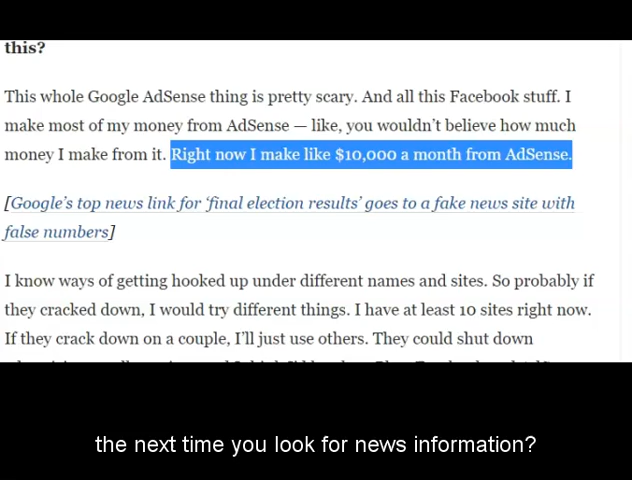 this?
This whole Google AdSense thing is pretty scary. And all this Facebook stuff. I
make most of my money from AdSense — like, you wouldn't believe how much
money I make from it. Right now I make like $10,000 a month from AdSense.
[Google's top news link for 'final election results' goes to a fake news site with
false numbers]
I know ways of getting hooked up under different names and sites. So probably if
they cracked down, I would try different things. I have at least 10 sites right now.
If they crack down on a couple, I'll just use others. They could shut down
the next time you look for news information?